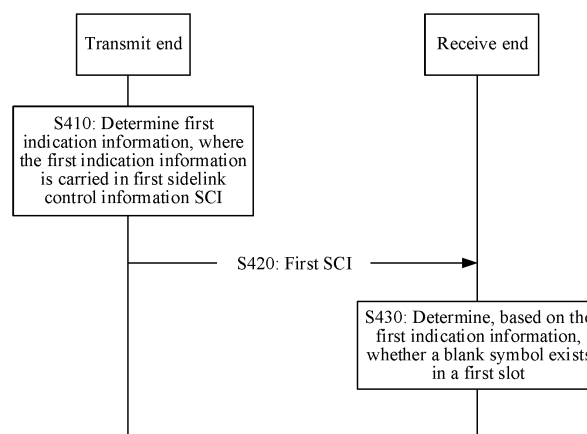 Transmit end
Receive end
S410: Determine first
indication information, where
the first indication information
is carried in first sidelink
control information SCI
S420: First SCI
S430: Determine, based on the
first indication information,
whether a blank symbol exists
in a first slot